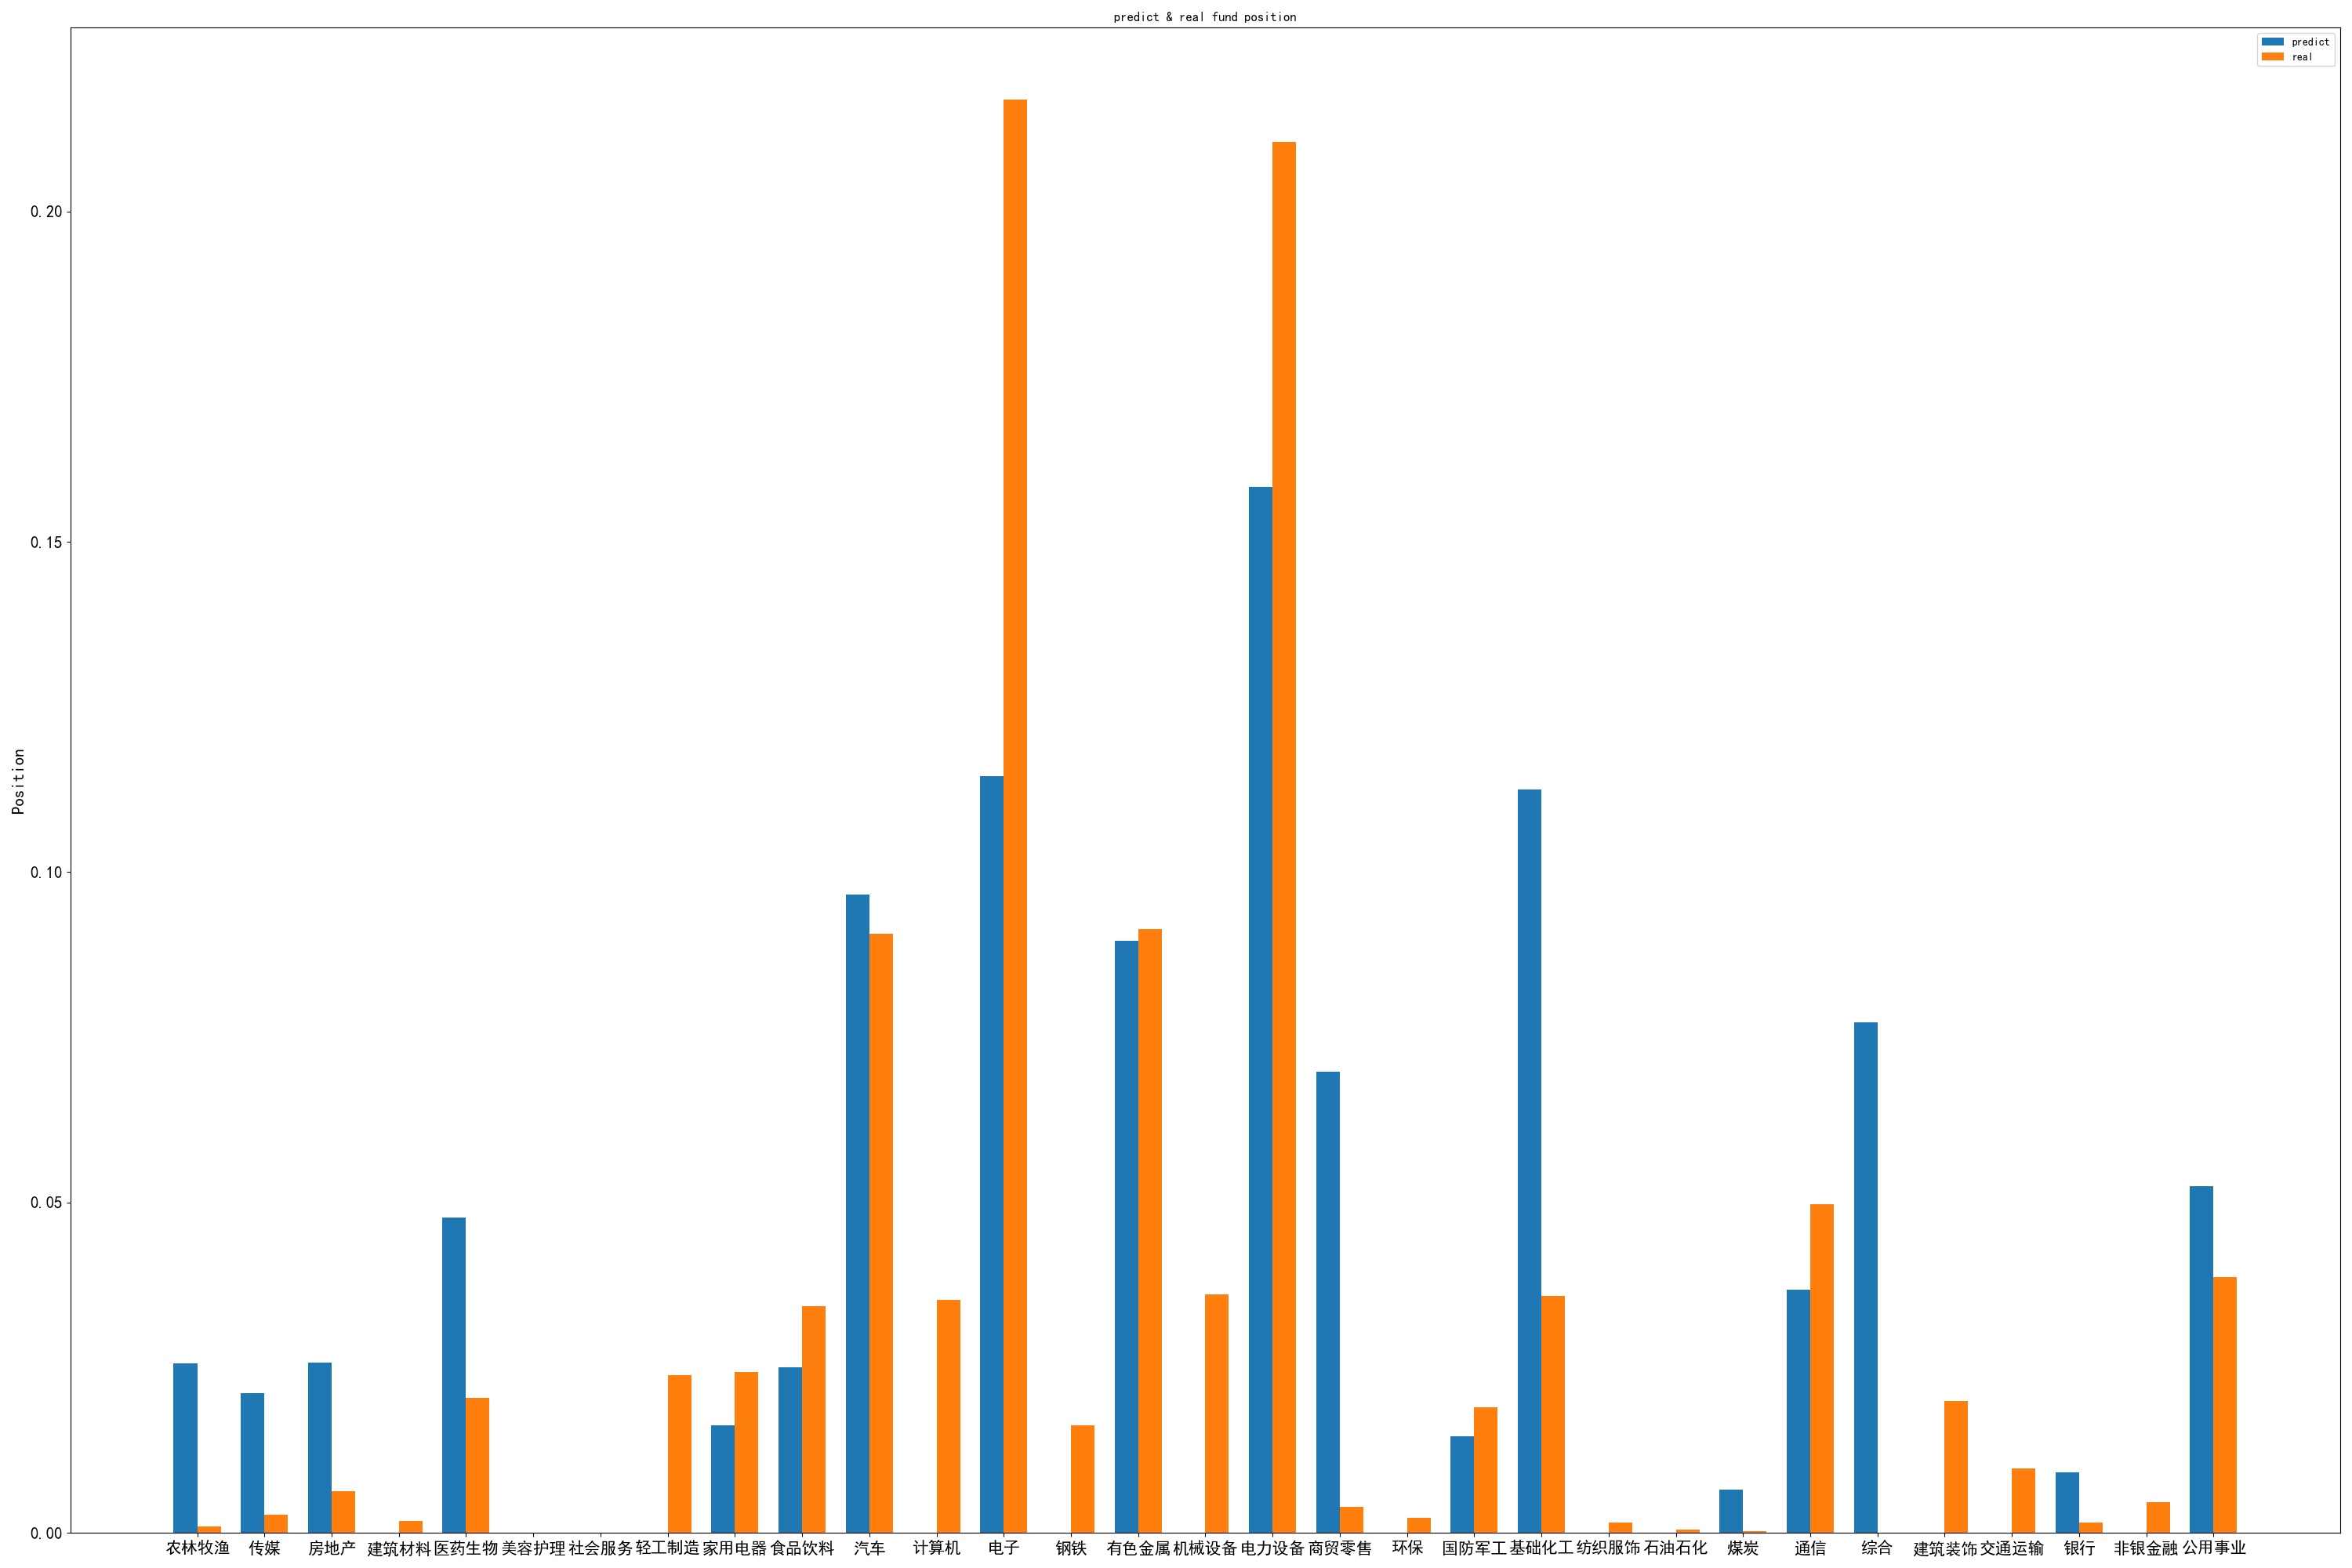 predict & real fund position
predict
real
Position
0.20
0.15
0.10
0.05
0.00
农林牧渔 传媒 房地产 建筑材料 医药生物 美容护理 社会服务 轻工制造 家用电器 食品饮料 汽车 计算机 电子 钢铁 有色金属 机械设备 电力设备 商贸零售 环保 国防军工 基础化工 纺织服饰 石油石化 煤炭 通信 综合 建筑装饰 交通运输 银行 非银金融 公用事业